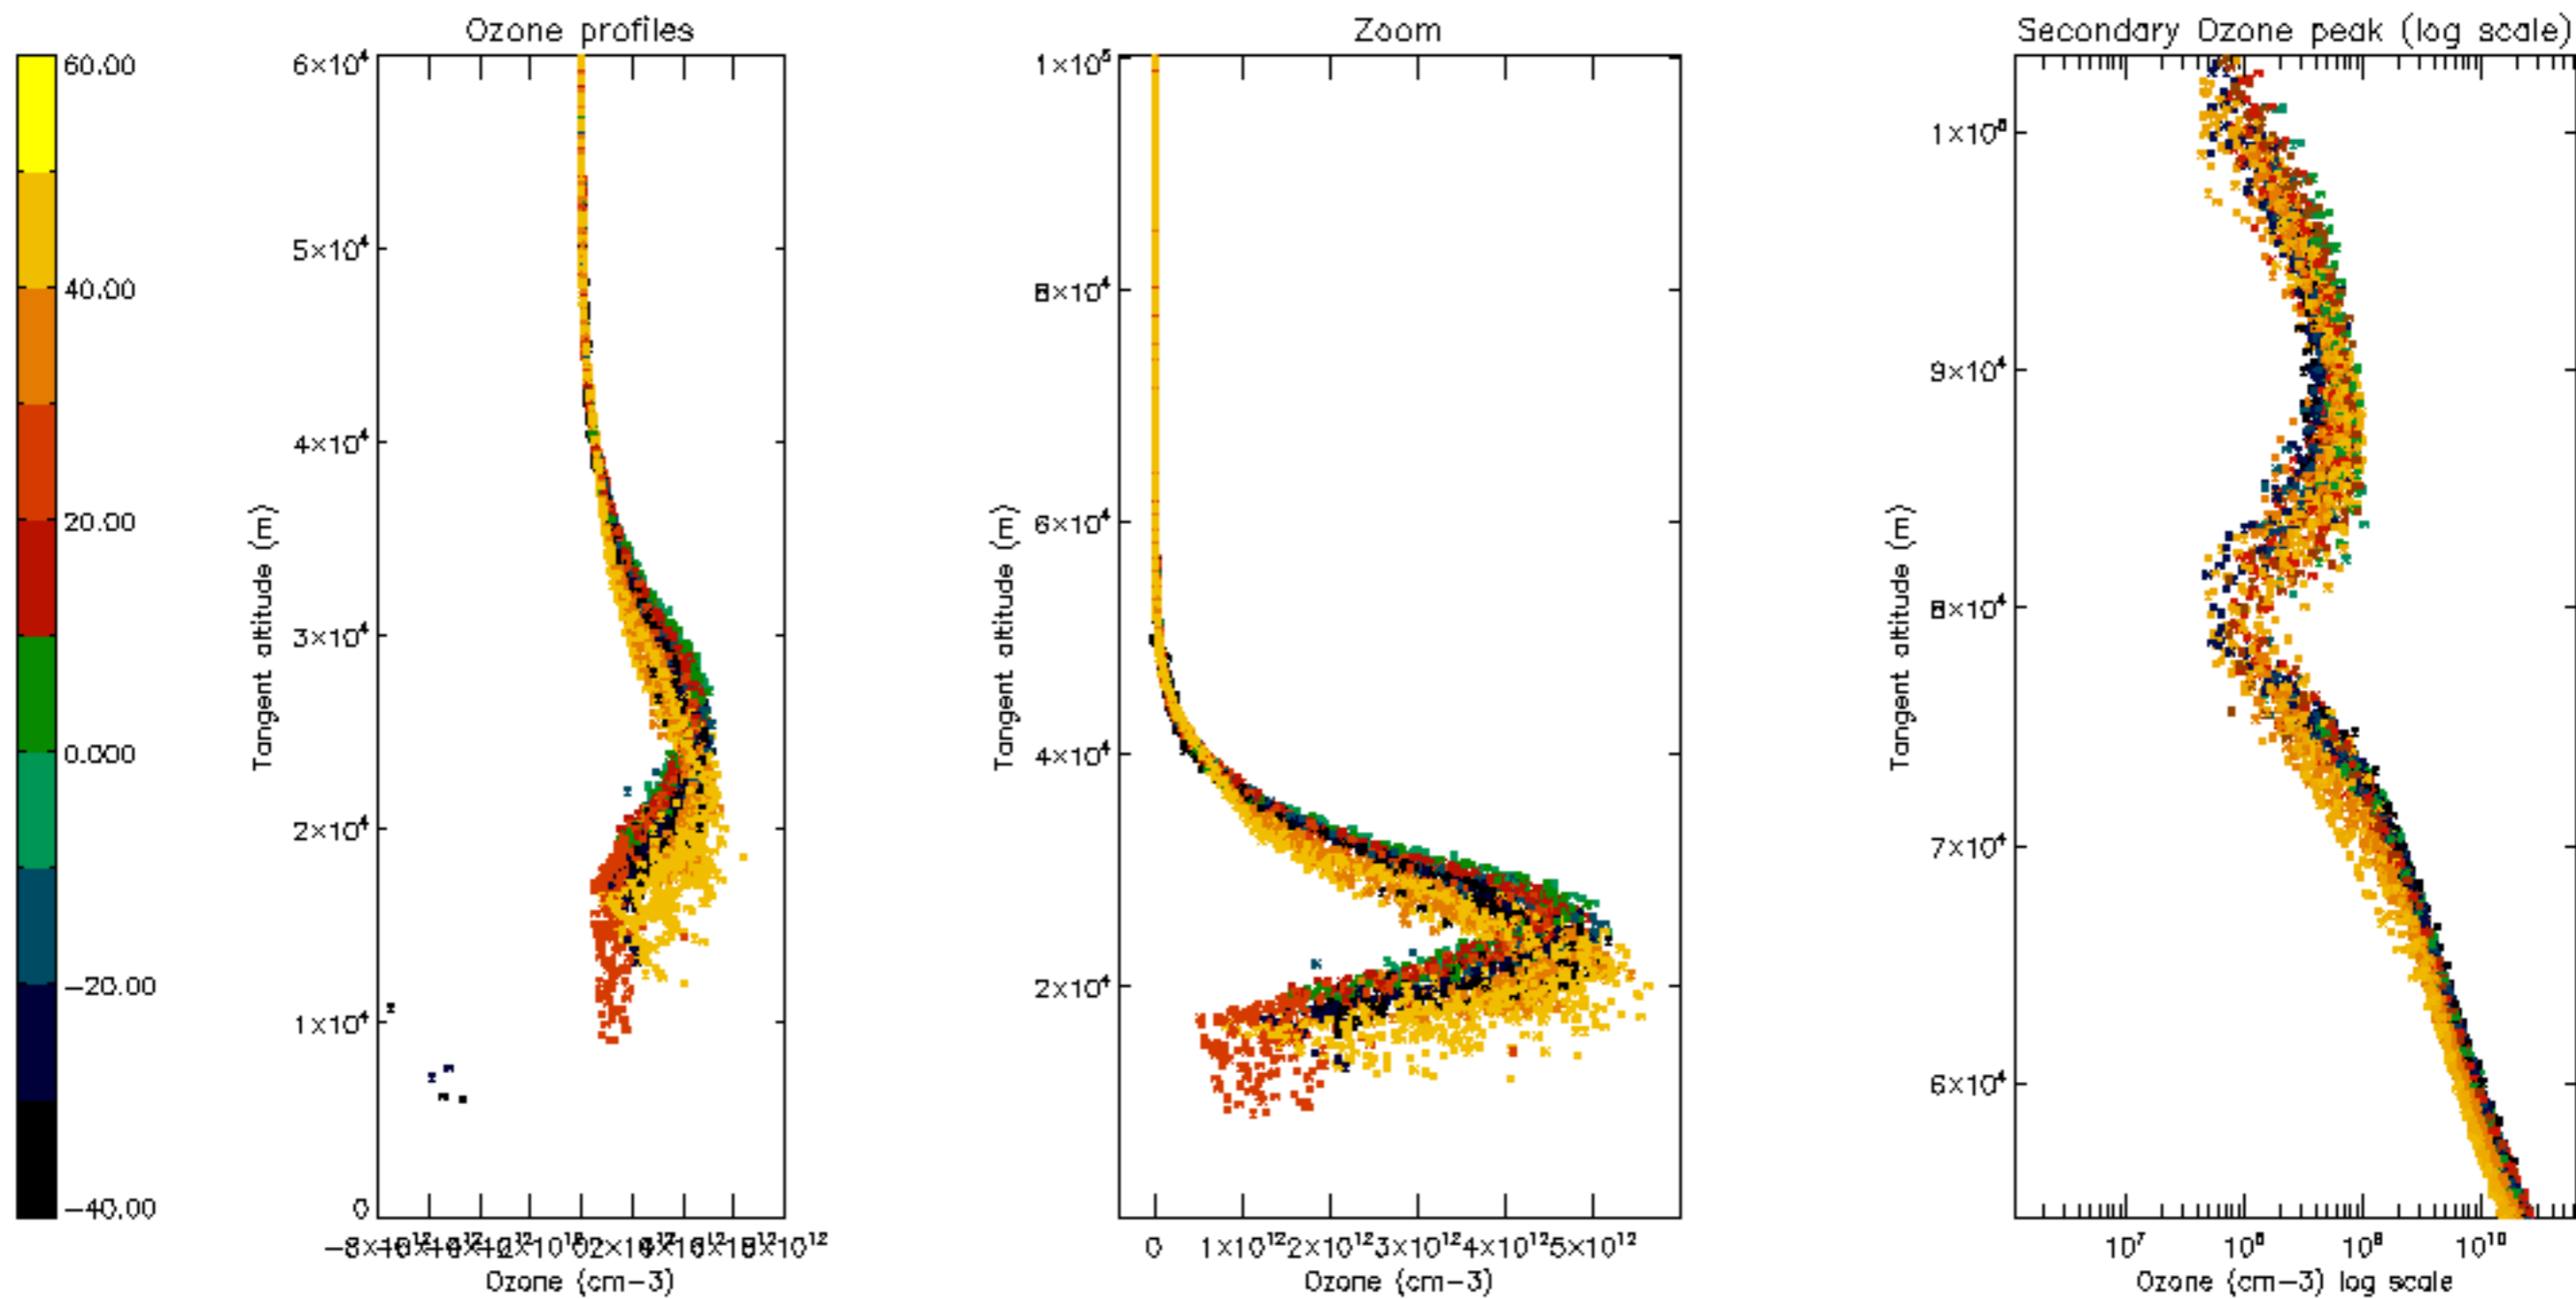 Ozone profiles
Zoom
Secondary Ozone peak (log scale)
60.00
40.00
20.00
0.000
−20.00
−40.00
6×10⁴
5×10⁴
4×10⁴
3×10⁴
2×10⁴
1×10⁴
0
Tangent altitude (m)
Ozone (cm−3)
1×10⁵
8×10⁴
6×10⁴
4×10⁴
2×10⁴
Tangent altitude (m)
0 1×10¹² 2×10¹² 3×10¹² 4×10¹² 5×10¹²
Ozone (cm−3)
9×10⁴
8×10⁴
7×10⁴
6×10⁴
Tangent altitude (m)
10⁷ 10⁸ 10⁹ 10¹⁰
Ozone (cm−3) log scale